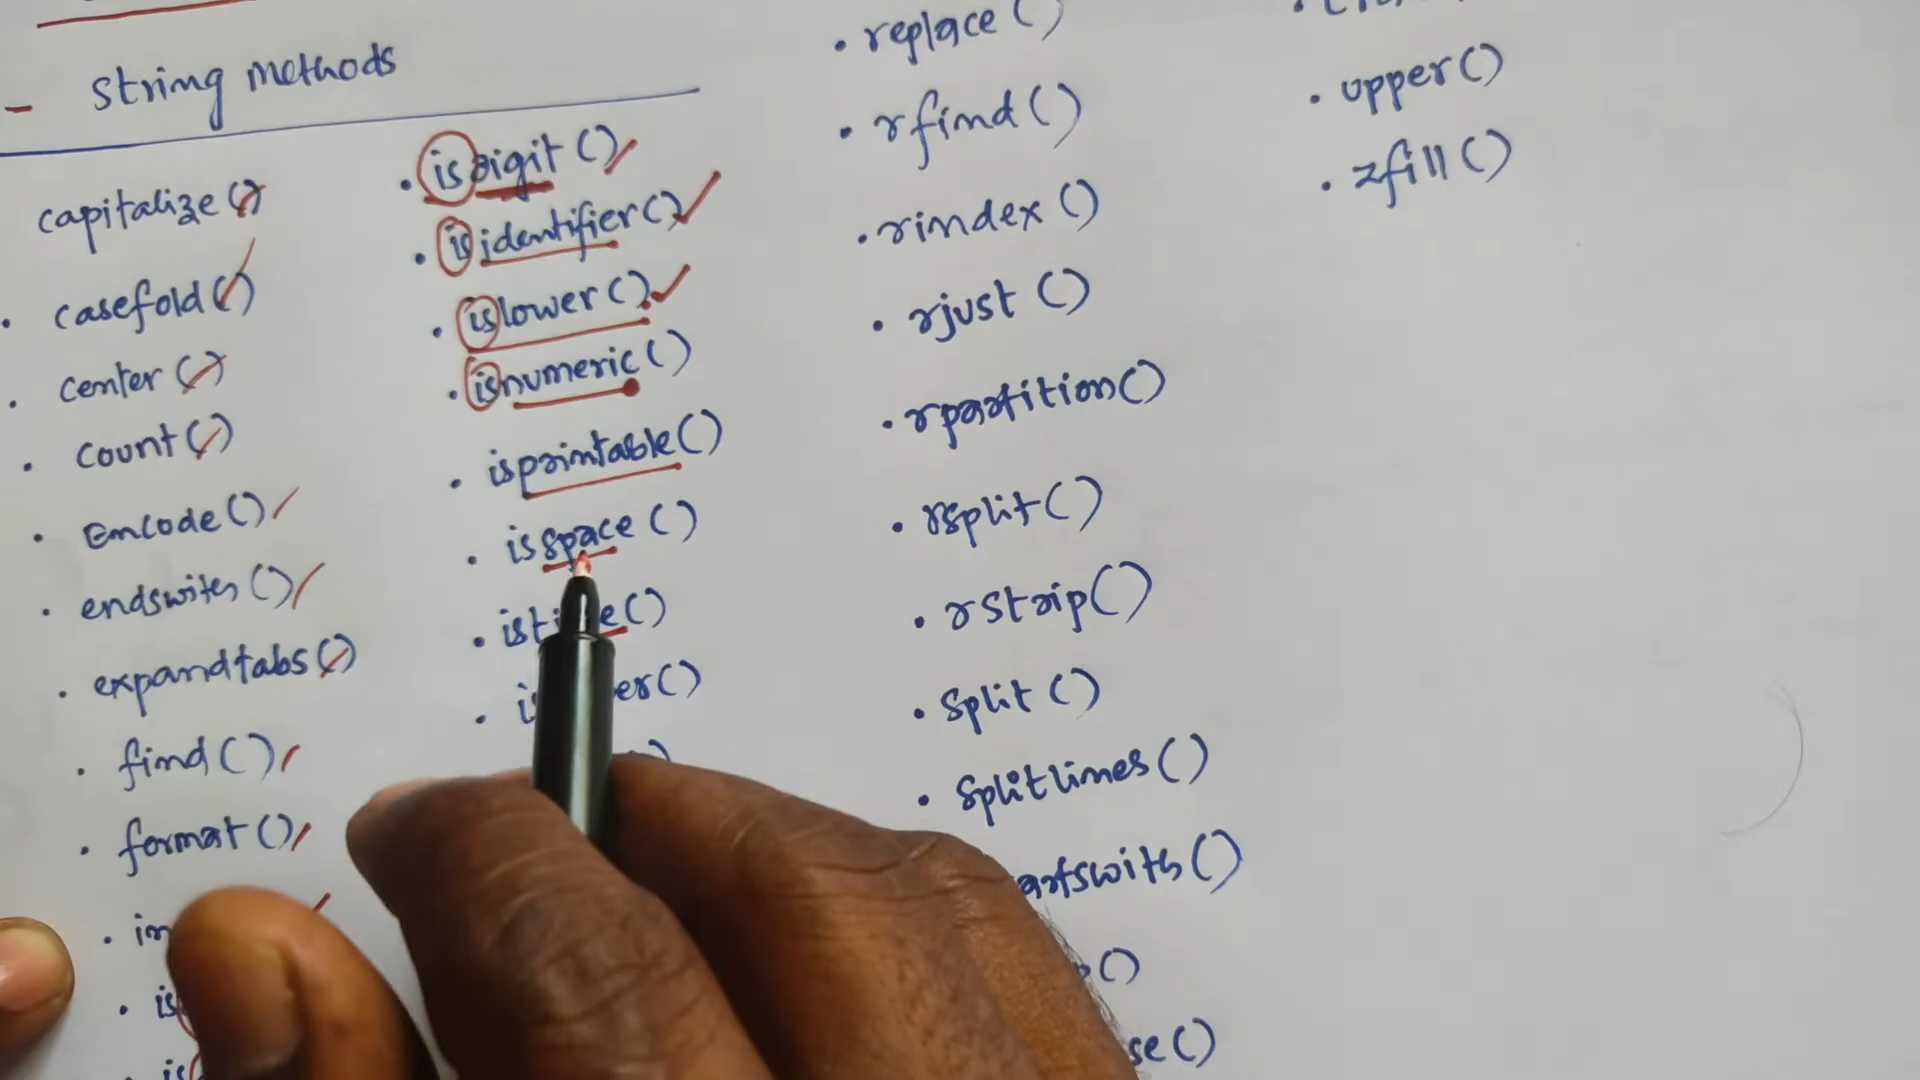 - String methods
capitalize()
• casefold()
• center()
• count()
• Encode()
• endswith()
• expandtabs()
• find()
• format()
• isdigit()
• isidentifier()
• islower()
• isnumeric()
• isprintable()
• isspace()
• replace()
• rfind()
• rindex()
• rjust()
• rpartition()
• rsplit()
• rstrip()
• split()
• splitlines()
• upper()
• zfill()